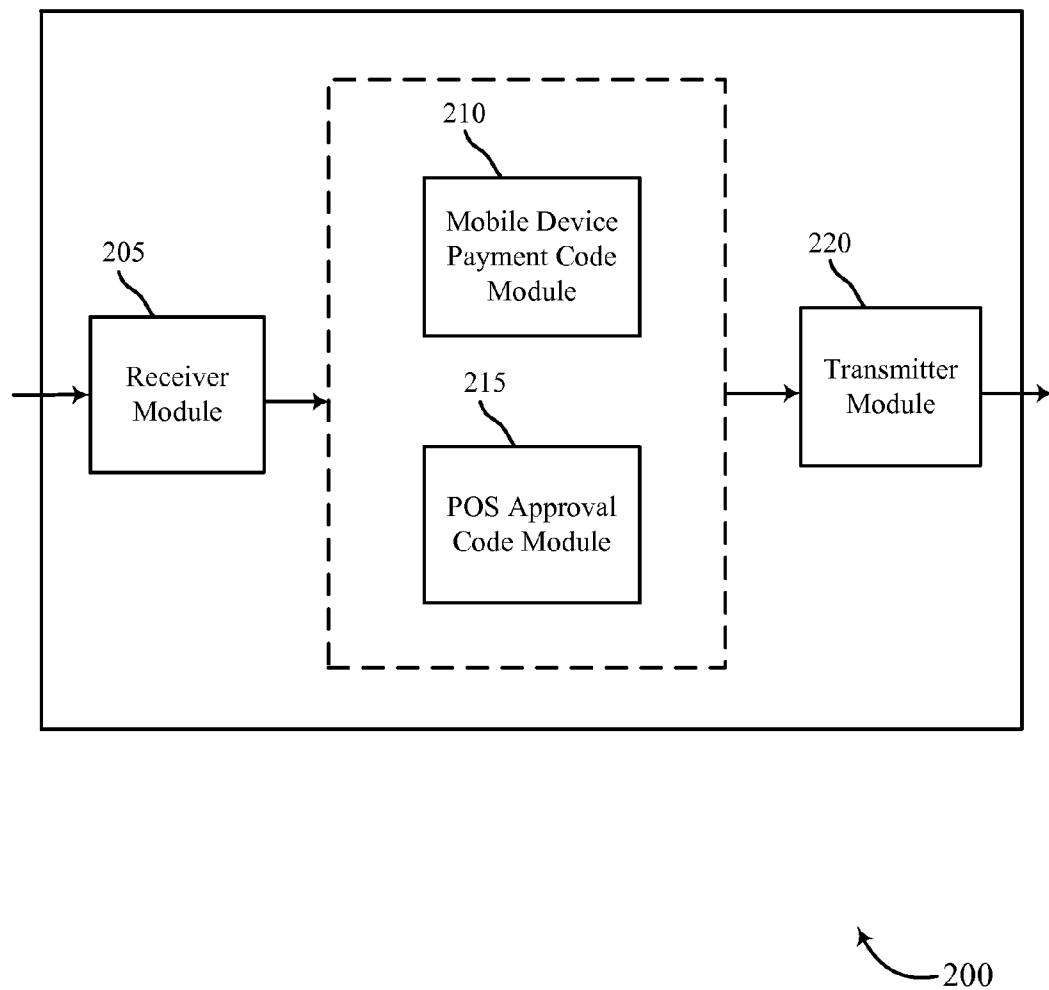 210
Mobile Device
Payment Code
Module
205
Receiver
Module
220
Transmitter
Module
215
POS Approval
Code Module
200